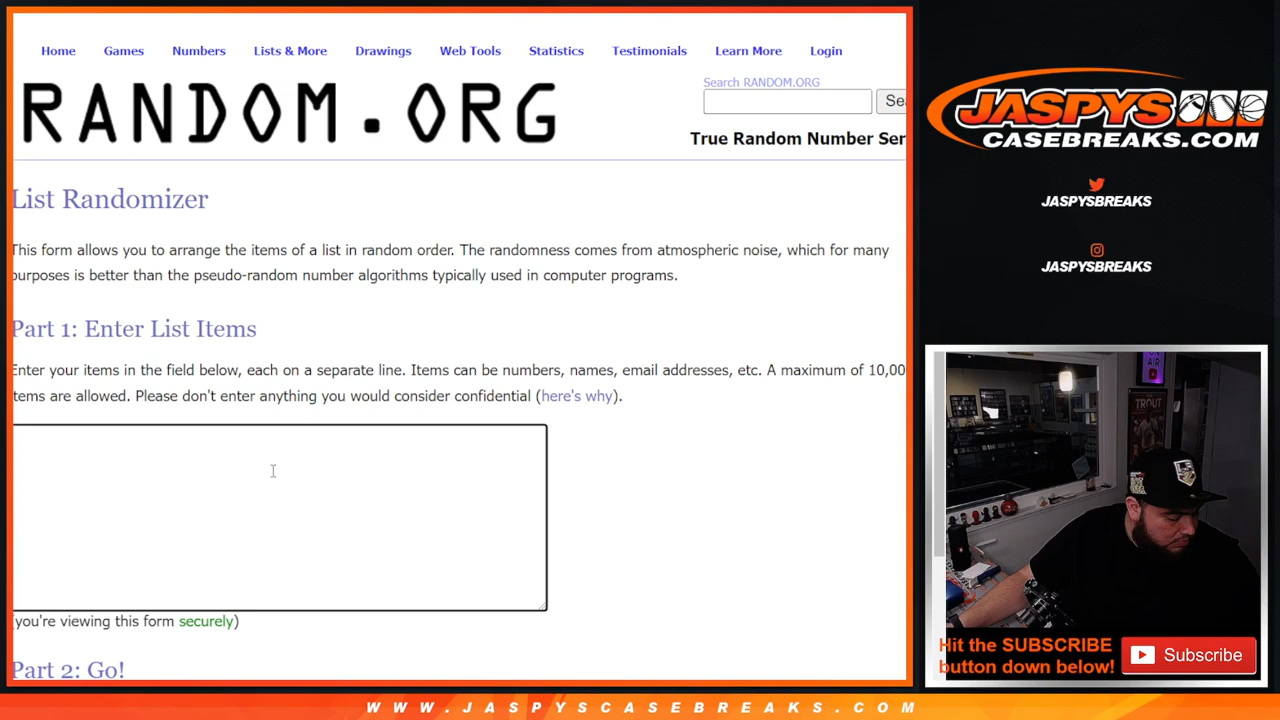 Home Games Numbers Lists & More Drawings Web Tools Statistics Testimonials Learn More Login
RANDOM.ORG
Search RANDOM.ORG
Sea
True Random Number Ser
List Randomizer
This form allows you to arrange the items of a list in random order. The randomness comes from atmospheric noise, which for many
purposes is better than the pseudo-random number algorithms typically used in computer programs.
Part 1: Enter List Items
Enter your items in the field below, each on a separate line. Items can be numbers, names, email addresses, etc. A maximum of 10,00
items are allowed. Please don't enter anything you would consider confidential (here's why).
(you're viewing this form securely)
Part 2: Go!
JASPYS
CASEBREAKS.COM
JASPYSBREAKS
JASPYSBREAKS
TROUT
Hit the SUBSCRIBE
button down below!
Subscribe
WWW.JASPYSCASEBREAKS.COM